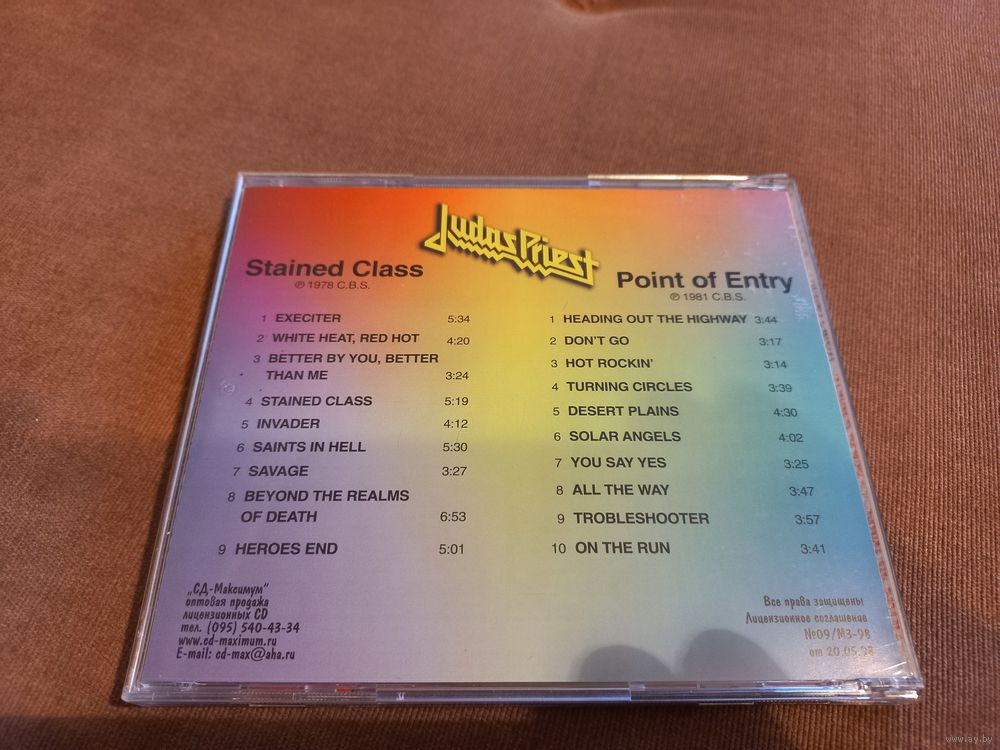 Judas Priest
Stained Class
℗ 1978 C.B.S.
1 EXECITER 5:34
2 WHITE HEAT, RED HOT 4:20
3 BETTER BY YOU, BETTER
THAN ME 3:24
4 STAINED CLASS 5:19
5 INVADER 4:12
6 SAINTS IN HELL 5:30
7 SAVAGE 3:27
8 BEYOND THE REALMS
OF DEATH 6:53
9 HEROES END 5:01
Point of Entry
℗ 1981 C.B.S.
1 HEADING OUT THE HIGHWAY 3:44
2 DON'T GO 3:17
3 HOT ROCKIN' 3:14
4 TURNING CIRCLES 3:39
5 DESERT PLAINS 4:30
6 SOLAR ANGELS 4:02
7 YOU SAY YES 3:25
8 ALL THE WAY 3:47
9 TROBLESHOOTER 3:57
10 ON THE RUN 3:41
„СД-Максимум"
оптовая продажа
лицензионных CD
тел. (095) 540-43-34
www.cd-maximum.ru
E-mail: cd-max@aha.ru
Все права защищены
Лицензионное соглашение
№09/МЗ-98
от 20.05.98
www.ay.by